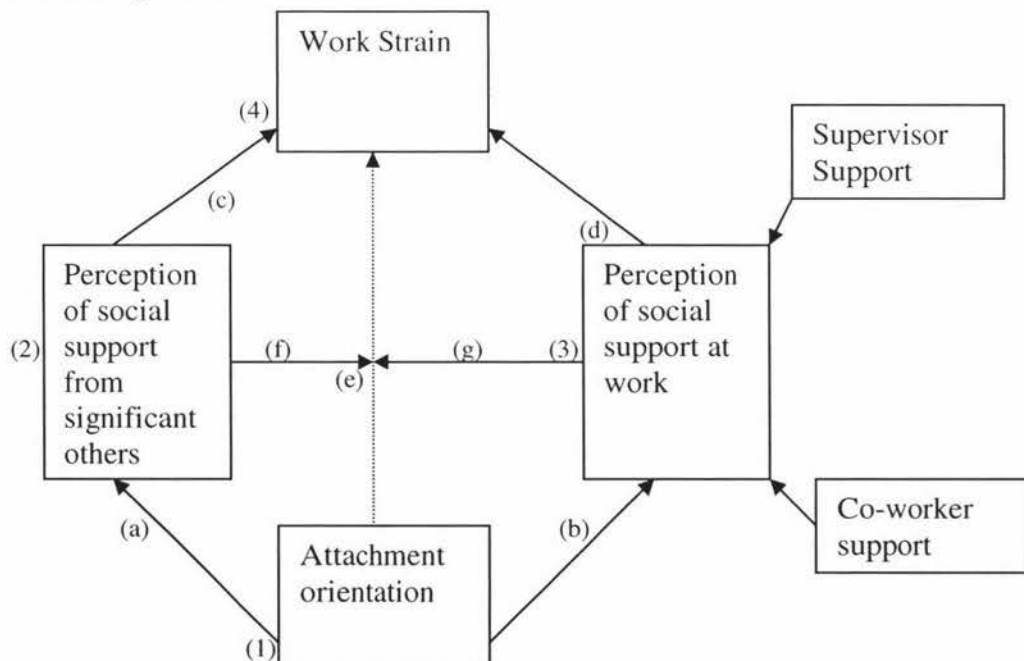 Work Strain
(4)
Supervisor
Support
(c)
(d)
Perception
of social
support
from
significant
others
(2)
Perception
of social
support at
work
(f)
(g)
(3)
(e)
(a)
(b)
Co-worker
support
Attachment
orientation
(1)